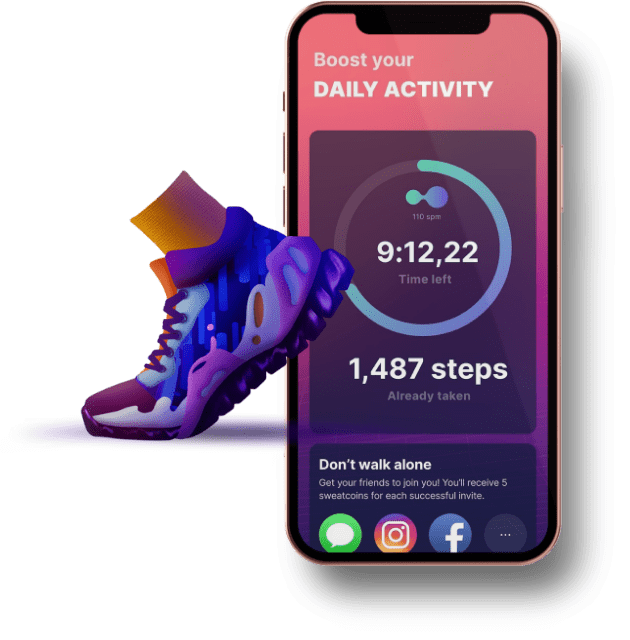 Boost your
DAILY ACTIVITY
110 spm
9:12,22
Time left
1,487 steps
Already taken
Don't walk alone
Get your friends to join you! You'll receive 5
sweatcoins for each successful invite.